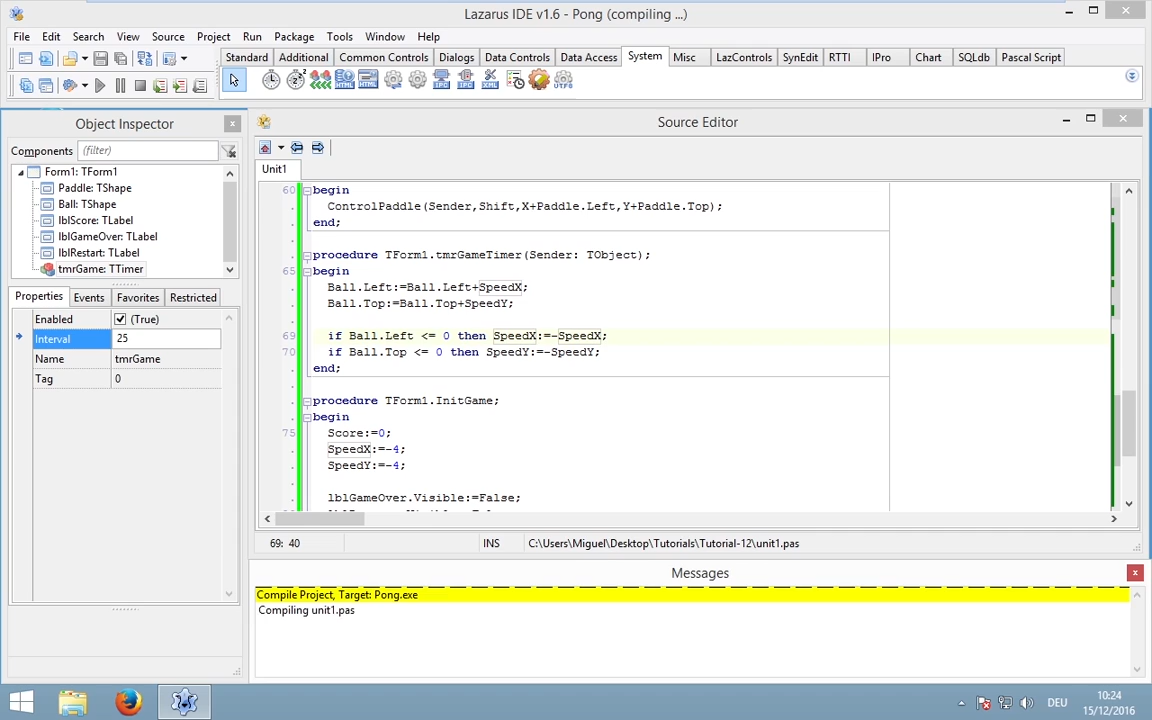 Lazarus IDE v1.6 - Pong (compiling ...)
File Edit Search View Source Project Run Package Tools Window Help
Standard Additional Common Controls Dialogs Data Controls Data Access System Misc LazControls SynEdit RTTI IPro Chart SQLdb Pascal Script
Object Inspector
Components (filter)
Form1: TForm1
Paddle: TShape
Ball: TShape
lblScore: TLabel
lblGameOver: TLabel
lblRestart: TLabel
tmrGame: TTimer
Properties Events Favorites Restricted
Enabled (True)
Interval 25
Name tmrGame
Tag 0
Source Editor
Unit1
60 begin
ControlPaddle(Sender,Shift,X+Paddle.Left,Y+Paddle.Top);
end;
procedure TForm1.tmrGameTimer(Sender: TObject);
65 begin
Ball.Left:=Ball.Left+SpeedX;
Ball.Top:=Ball.Top+SpeedY;
69 if Ball.Left <= 0 then SpeedX:=-SpeedX;
70 if Ball.Top <= 0 then SpeedY:=-SpeedY;
end;
procedure TForm1.InitGame;
begin
75 Score:=0;
SpeedX:=-4;
SpeedY:=-4;
lblGameOver.Visible:=False;
69: 40 INS C:\Users\Miguel\Desktop\Tutorials\Tutorial-12\unit1.pas
Messages
Compile Project, Target: Pong.exe
Compiling unit1.pas
DEU
10:24
15/12/2016